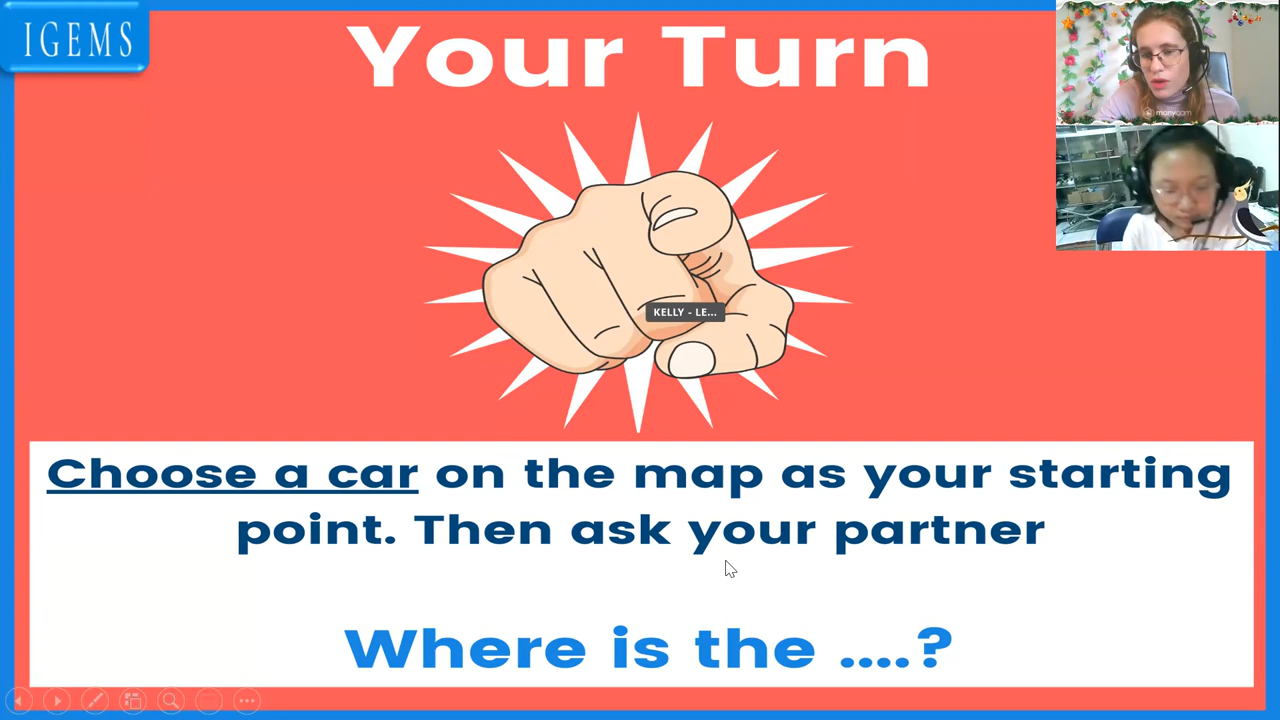 IGEMS
Your Turn
manycam
KELLY - LE...
Choose a car on the map as your starting
point. Then ask your partner
Where is the ....?